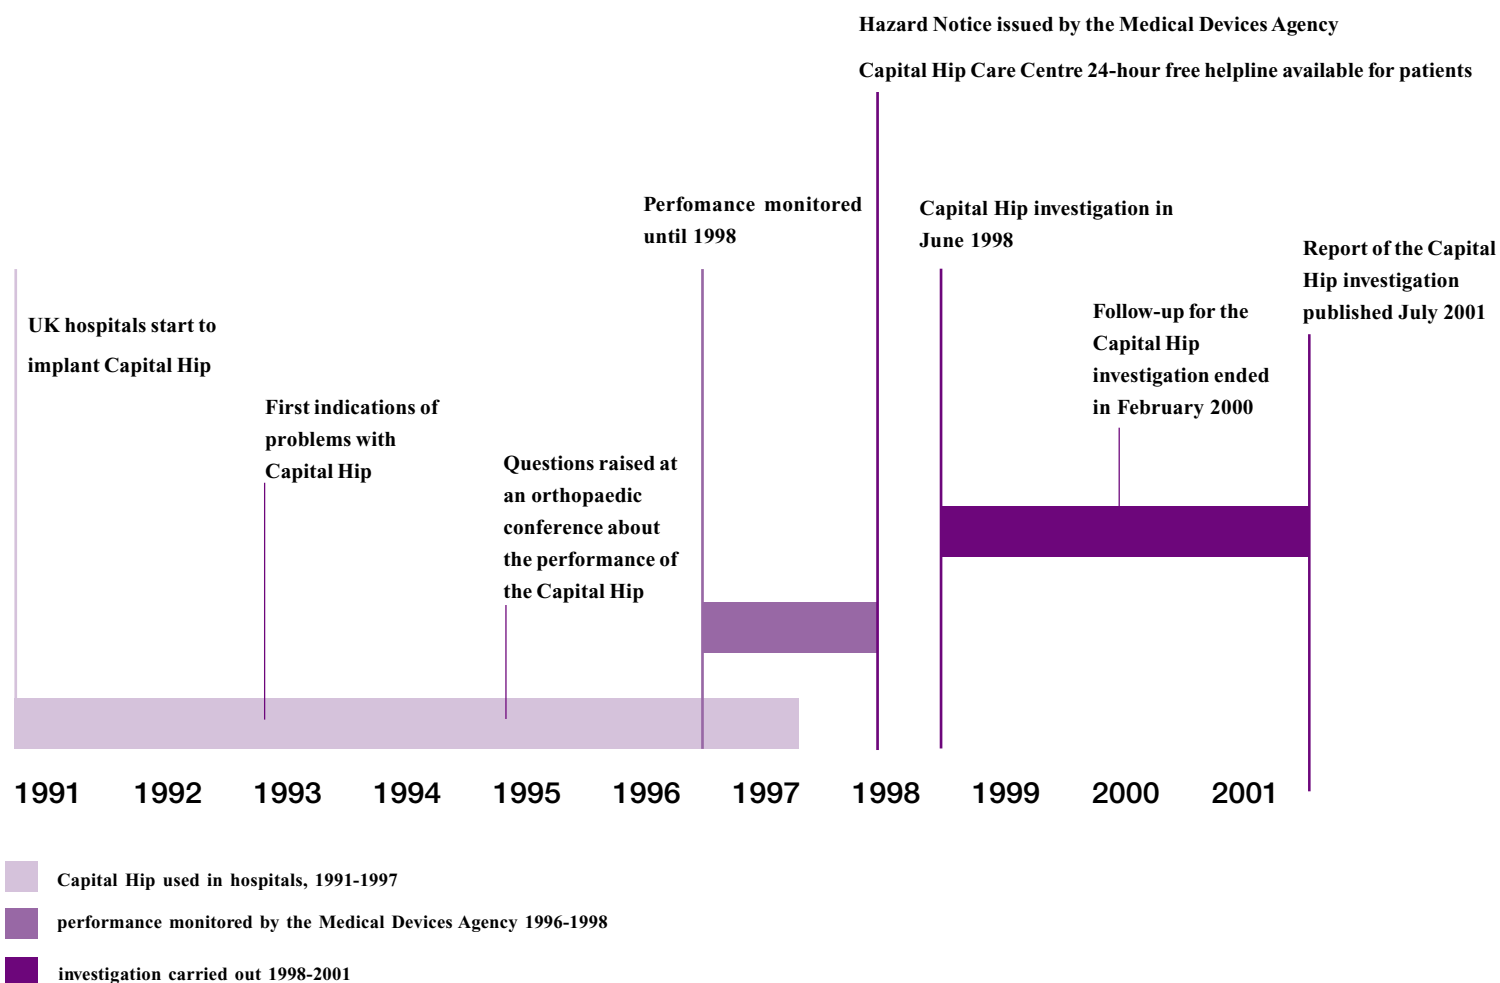 Hazard Notice issued by the Medical Devices Agency
Capital Hip Care Centre 24-hour free helpline available for patients
Perfomance monitored
until 1998
Capital Hip investigation in
June 1998
Report of the Capital
Hip investigation
published July 2001
UK hospitals start to
implant Capital Hip
Follow-up for the
Capital Hip
investigation ended
in February 2000
First indications of
problems with
Capital Hip
Questions raised at
an orthopaedic
conference about
the performance of
the Capital Hip
1991 1992 1993 1994 1995 1996 1997 1998 1999 2000 2001
Capital Hip used in hospitals, 1991-1997
performance monitored by the Medical Devices Agency 1996-1998
investigation carried out 1998-2001